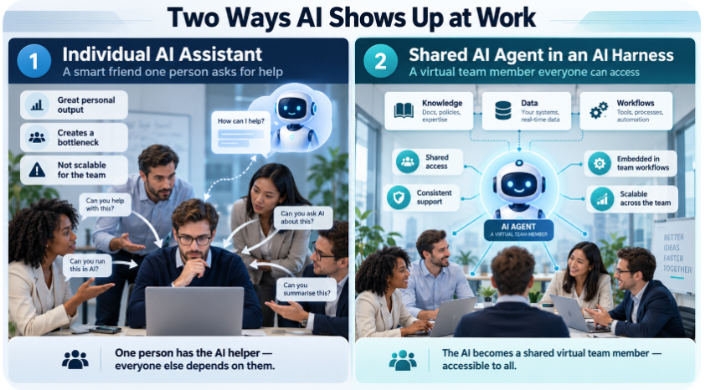 Two Ways AI Shows Up at Work
1
Individual AI Assistant
A smart friend one person asks for help
Great personal
output
Creates a
bottleneck
Not scalable
for the team
How can I help?
Can you help
with this?
Can you ask AI
about this?
Can you run
this in AI?
Can you
summarise this?
One person has the AI helper —
everyone else depends on them.
2
Shared AI Agent in an AI Harness
A virtual team member everyone can access
Knowledge
Docs, policies,
expertise
Data
Your systems,
real-time data
Workflows
Tools, processes,
automation
Shared
access
Embedded in
team workflows
Consistent
support
Scalable
across the team
AI AGENT
A VIRTUAL TEAM MEMBER
BETTER
IDEAS
FASTER
TOGETHER
The AI becomes a shared virtual team member —
accessible to all.